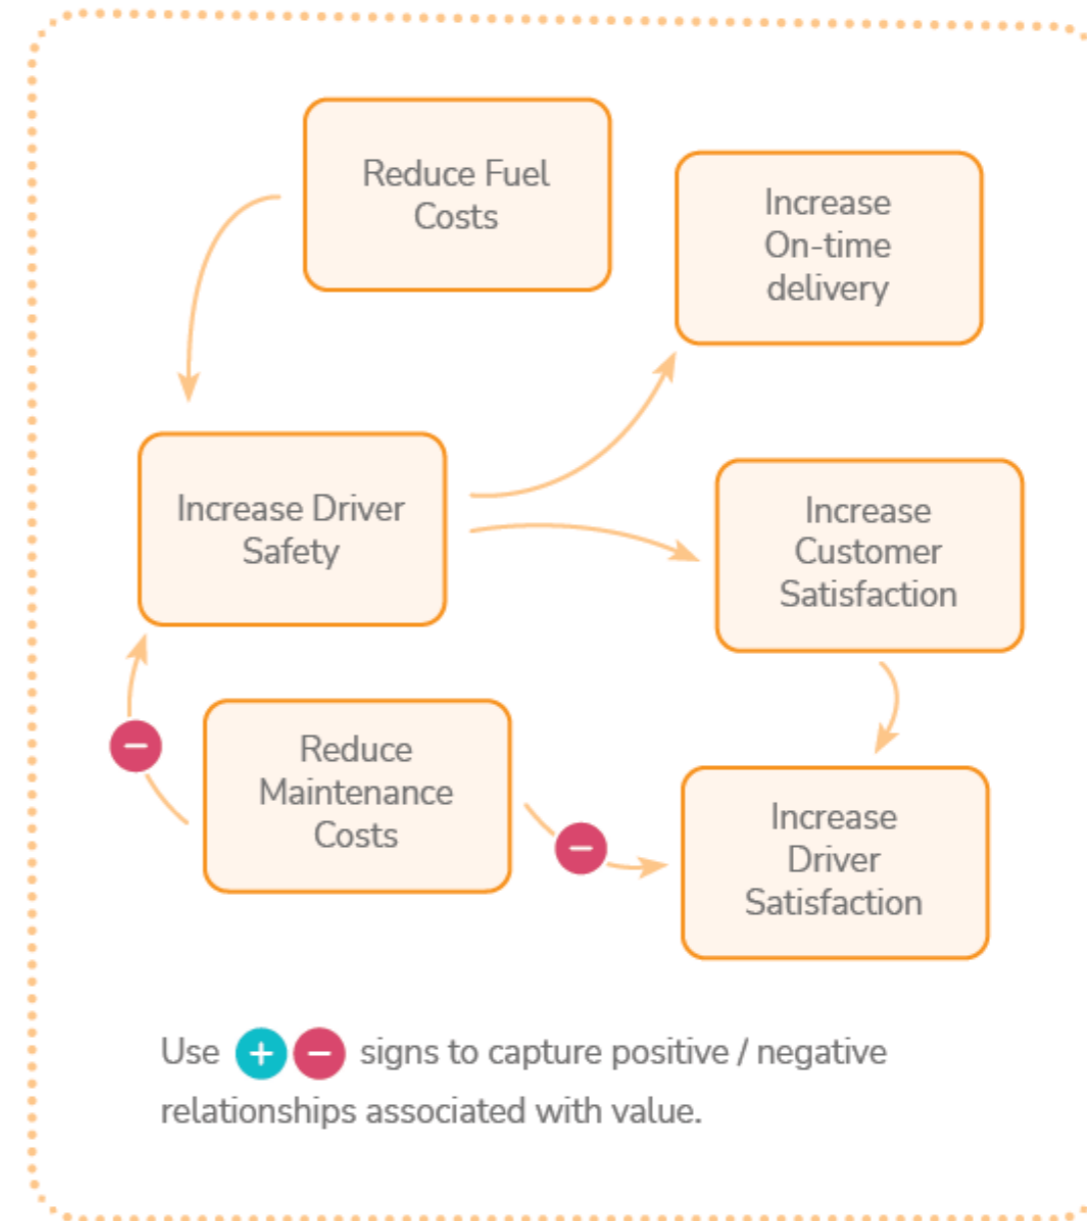 Reduce Fuel
Costs
Increase
On-time
delivery
Increase Driver
Safety
Increase
Customer
Satisfaction
Reduce
Maintenance
Costs
Increase
Driver
Satisfaction
Use + − signs to capture positive / negative
relationships associated with value.